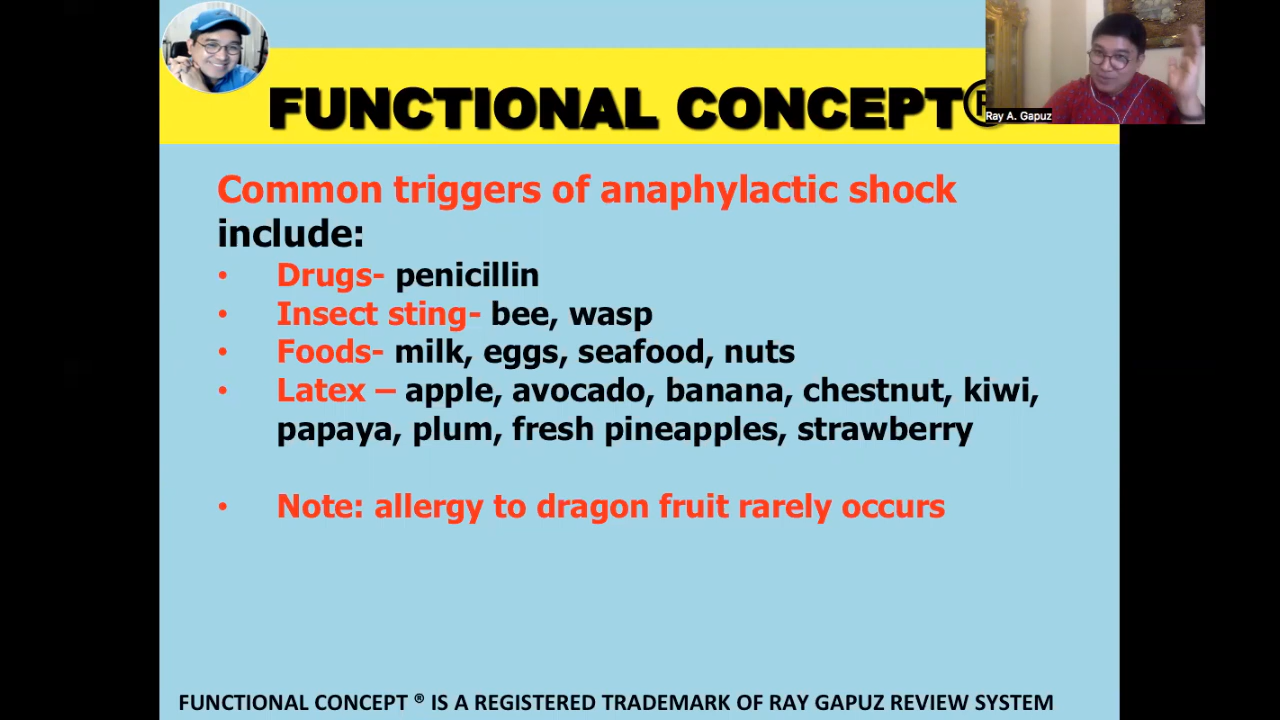 FUNCTIONAL CONCEPT®
Ray A. Gapuz
Common triggers of anaphylactic shock
include:
• Drugs- penicillin
• Insect sting- bee, wasp
• Foods- milk, eggs, seafood, nuts
• Latex – apple, avocado, banana, chestnut, kiwi,
papaya, plum, fresh pineapples, strawberry
• Note: allergy to dragon fruit rarely occurs
FUNCTIONAL CONCEPT ® IS A REGISTERED TRADEMARK OF RAY GAPUZ REVIEW SYSTEM